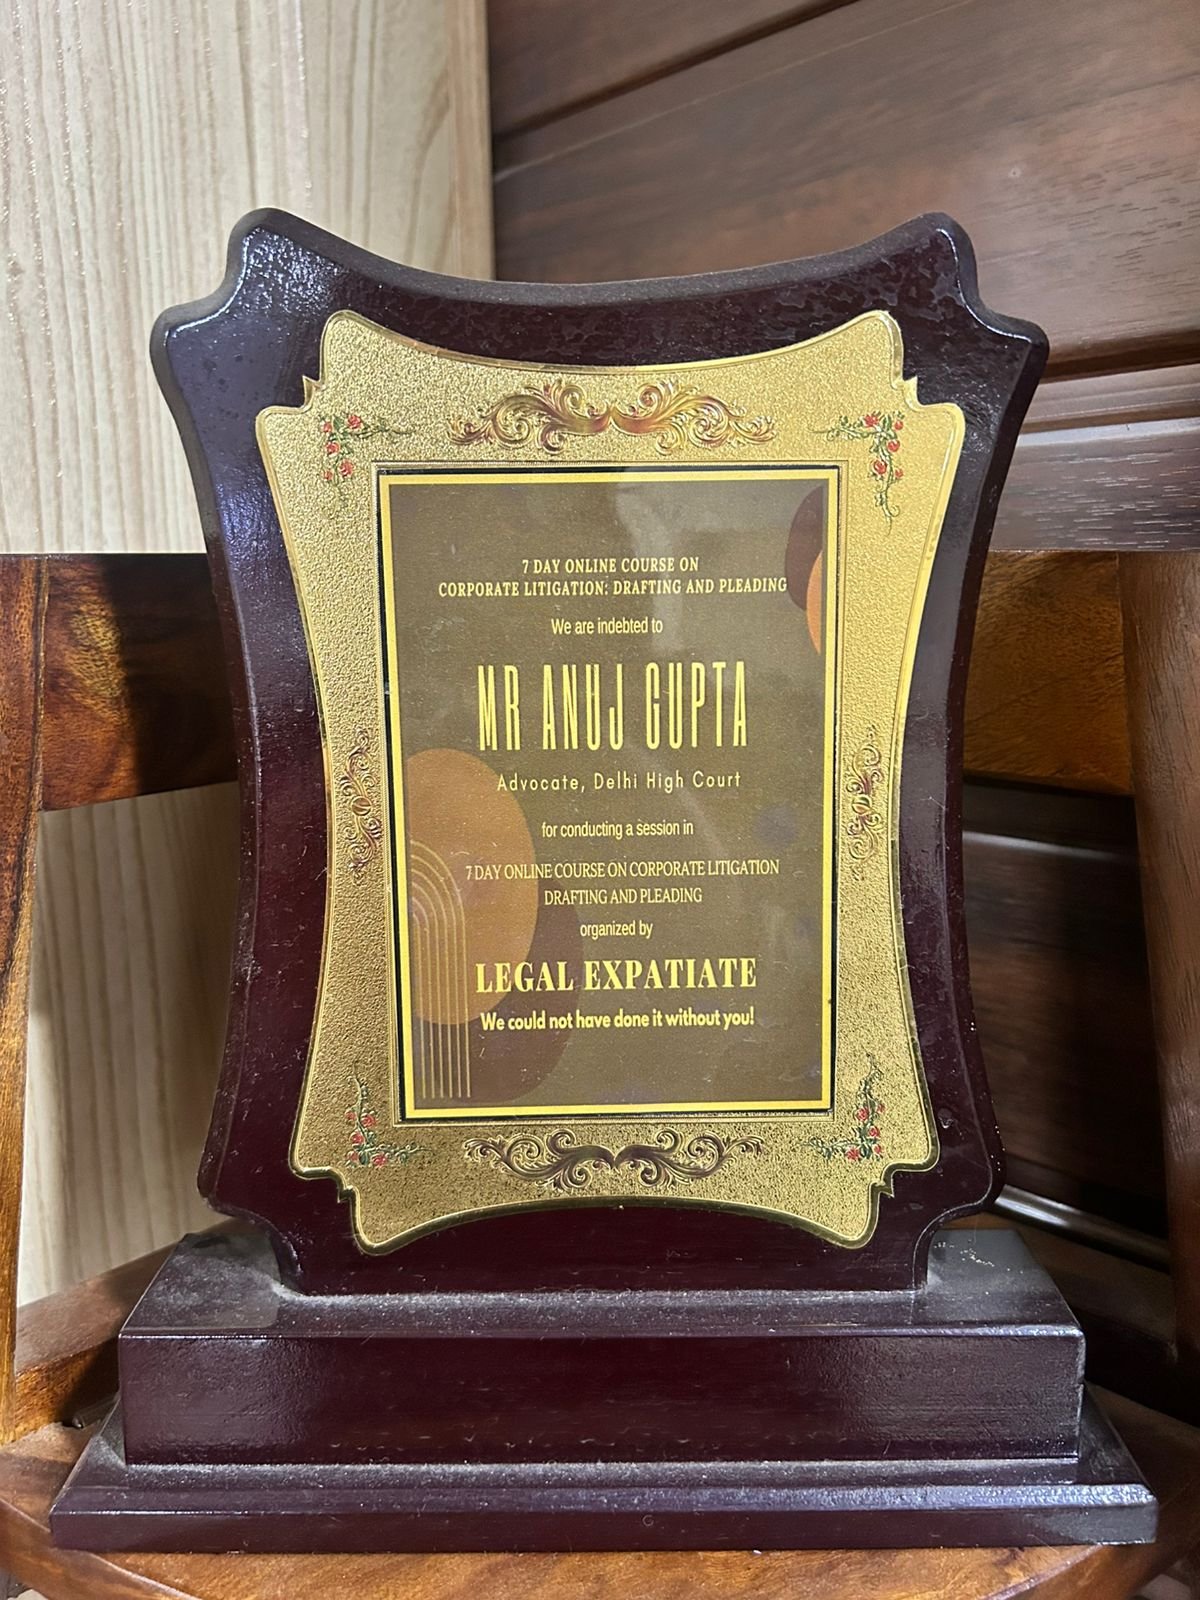 7 DAY ONLINE COURSE ON
CORPORATE LITIGATION: DRAFTING AND PLEADING
We are indebted to
MR ANUJ GUPTA
Advocate, Delhi High Court
for conducting a session in
7 DAY ONLINE COURSE ON CORPORATE LITIGATION
DRAFTING AND PLEADING
organized by
LEGAL EXPATIATE
We could not have done it without you!